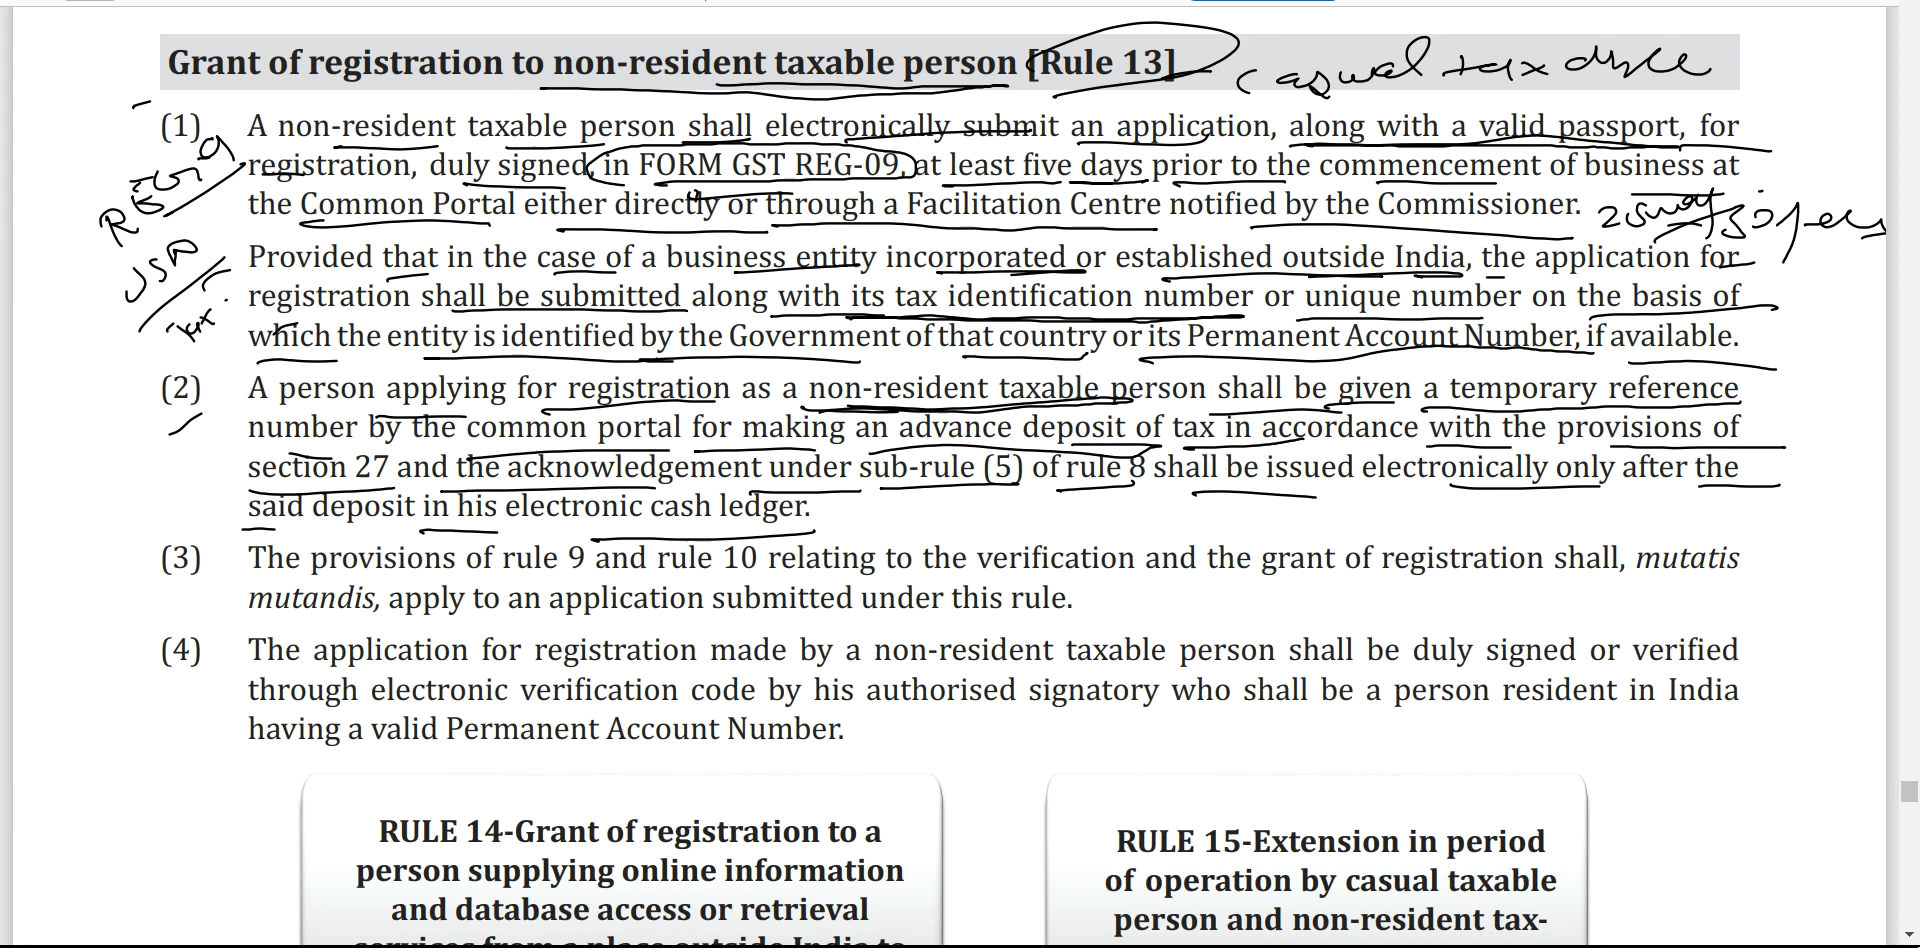 Grant of registration to non-resident taxable person [Rule 13]
casual tax
(1) A non-resident taxable person shall electronically submit an application, along with a valid passport, for
registration, duly signed, in FORM GST REG-09, at least five days prior to the commencement of business at
the Common Portal either directly or through a Facilitation Centre notified by the Commissioner.
Reg 09
USA
Tax
Provided that in the case of a business entity incorporated or established outside India, the application for
registration shall be submitted along with its tax identification number or unique number on the basis of
which the entity is identified by the Government of that country or its Permanent Account Number, if available.
(2) A person applying for registration as a non-resident taxable person shall be given a temporary reference
number by the common portal for making an advance deposit of tax in accordance with the provisions of
section 27 and the acknowledgement under sub-rule (5) of rule 8 shall be issued electronically only after the
said deposit in his electronic cash ledger.
(3) The provisions of rule 9 and rule 10 relating to the verification and the grant of registration shall, mutatis
mutandis, apply to an application submitted under this rule.
(4) The application for registration made by a non-resident taxable person shall be duly signed or verified
through electronic verification code by his authorised signatory who shall be a person resident in India
having a valid Permanent Account Number.
RULE 14-Grant of registration to a
person supplying online information
and database access or retrieval
services from a place outside India to
RULE 15-Extension in period
of operation by casual taxable
person and non-resident tax-